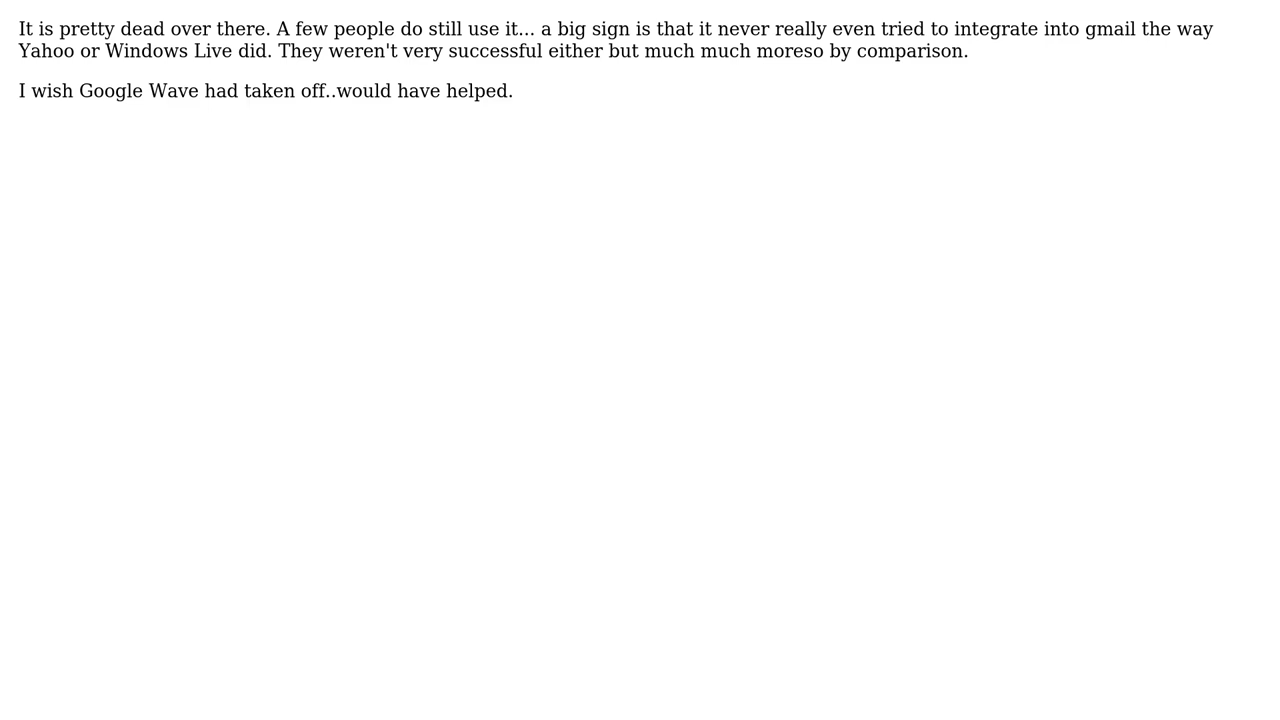 It is pretty dead over there. A few people do still use it... a big sign is that it never really even tried to integrate into gmail the way
Yahoo or Windows Live did. They weren't very successful either but much much moreso by comparison.
I wish Google Wave had taken off..would have helped.